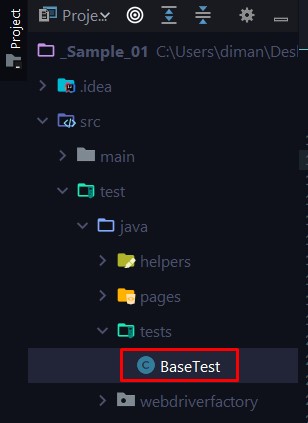 Project
Proje...
_Sample_01 C:\Users\diman\Des
.idea
src
main
test
java
helpers
pages
tests
BaseTest
webdriverfactory